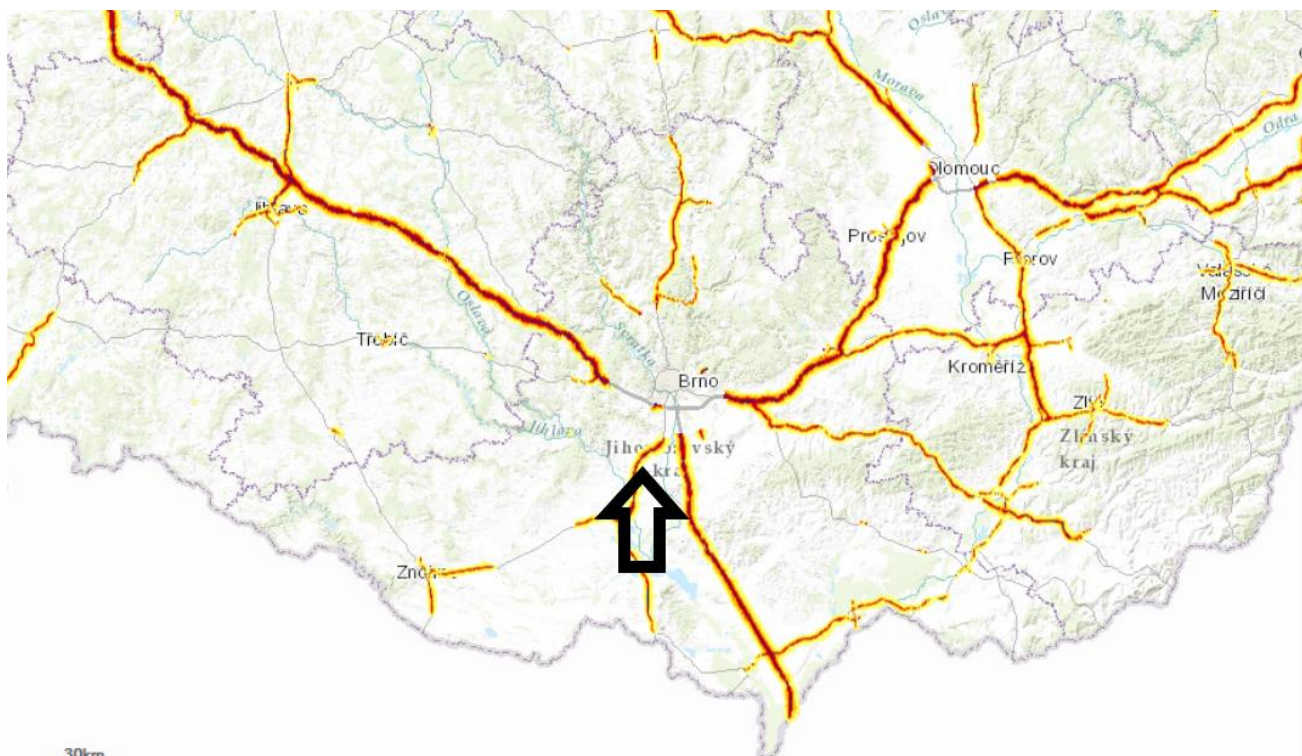 Oslava
Morava
Odra
Olomouc
Jihlava
Prostějov
Přerov
Valašské
Meziříčí
Oslava
Třebíč
Svratka
Kroměříž
Brno
Zlín
Jihlava
Jihomoravský
kraj
Zlínský
kraj
Znojmo
30km